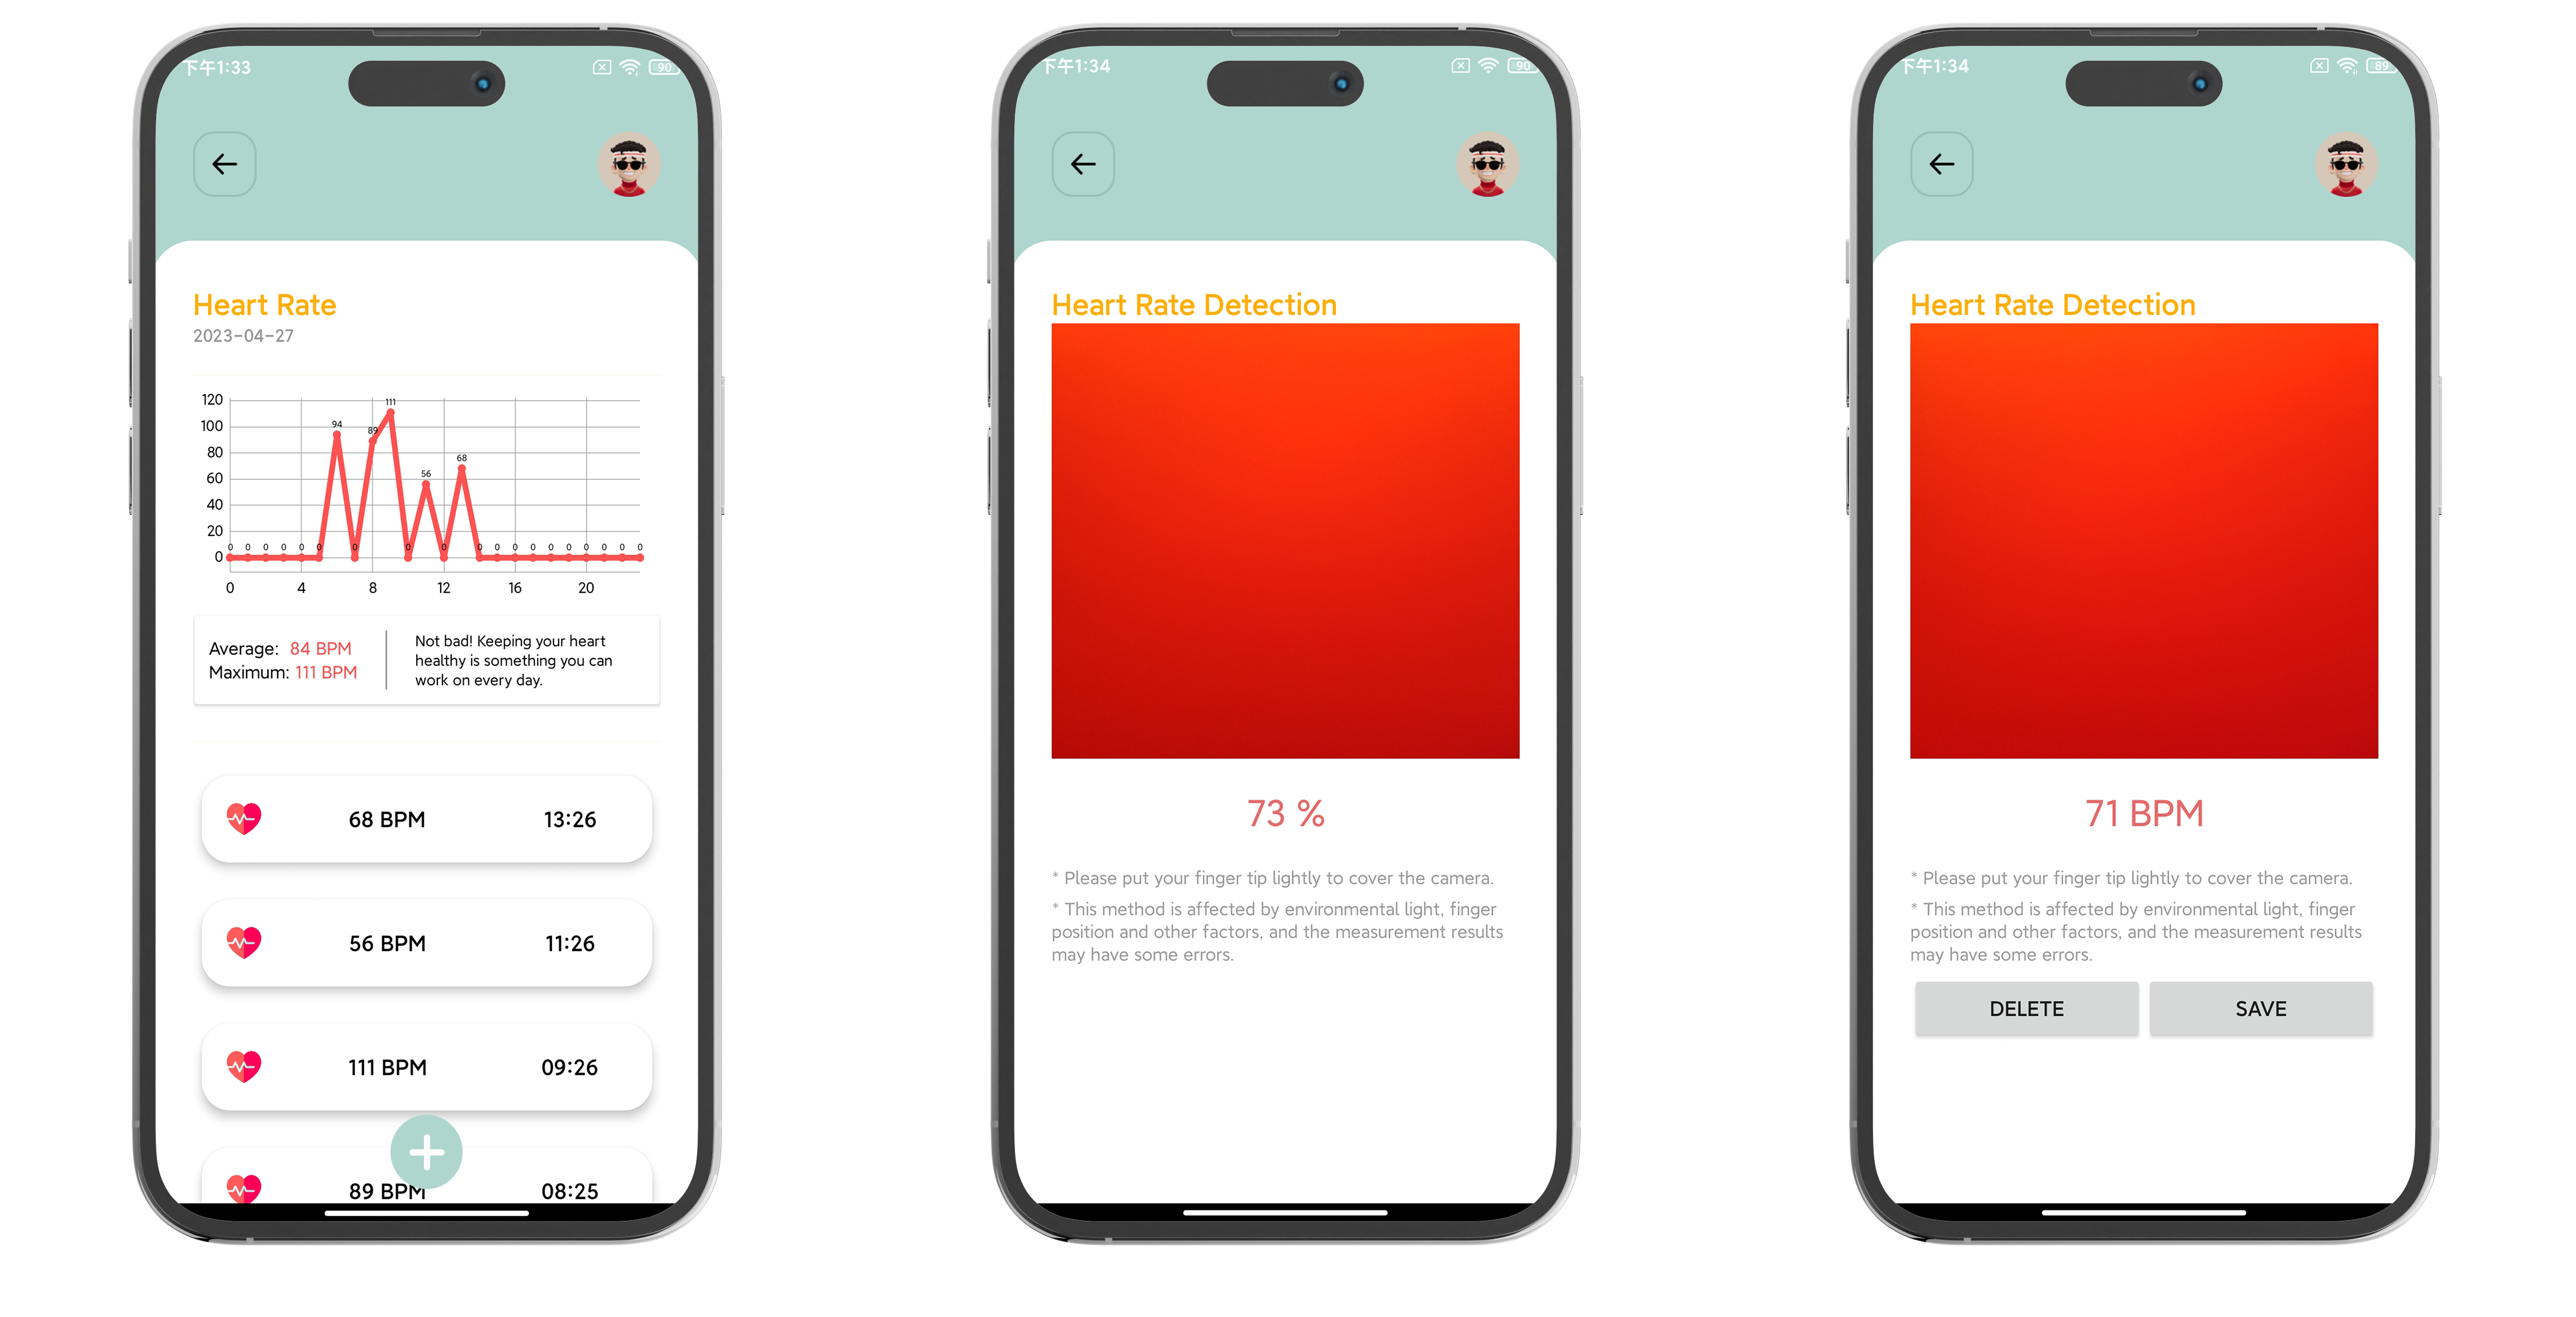 下午1:33
90
Heart Rate
2023-04-27
120
100
80
60
40
20
0
94
89
111
56
68
0 0 0 0 0 0 0 0 0 0 0 0 0 0 0 0 0 0 0
0 4 8 12 16 20
Average: 84 BPM
Maximum: 111 BPM
Not bad! Keeping your heart
healthy is something you can
work on every day.
68 BPM 13:26
56 BPM 11:26
111 BPM 09:26
89 BPM 08:25
下午1:34
90
Heart Rate Detection
73 %
* Please put your finger tip lightly to cover the camera.
* This method is affected by environmental light, finger
position and other factors, and the measurement results
may have some errors.
下午1:34
89
Heart Rate Detection
71 BPM
* Please put your finger tip lightly to cover the camera.
* This method is affected by environmental light, finger
position and other factors, and the measurement results
may have some errors.
DELETE SAVE